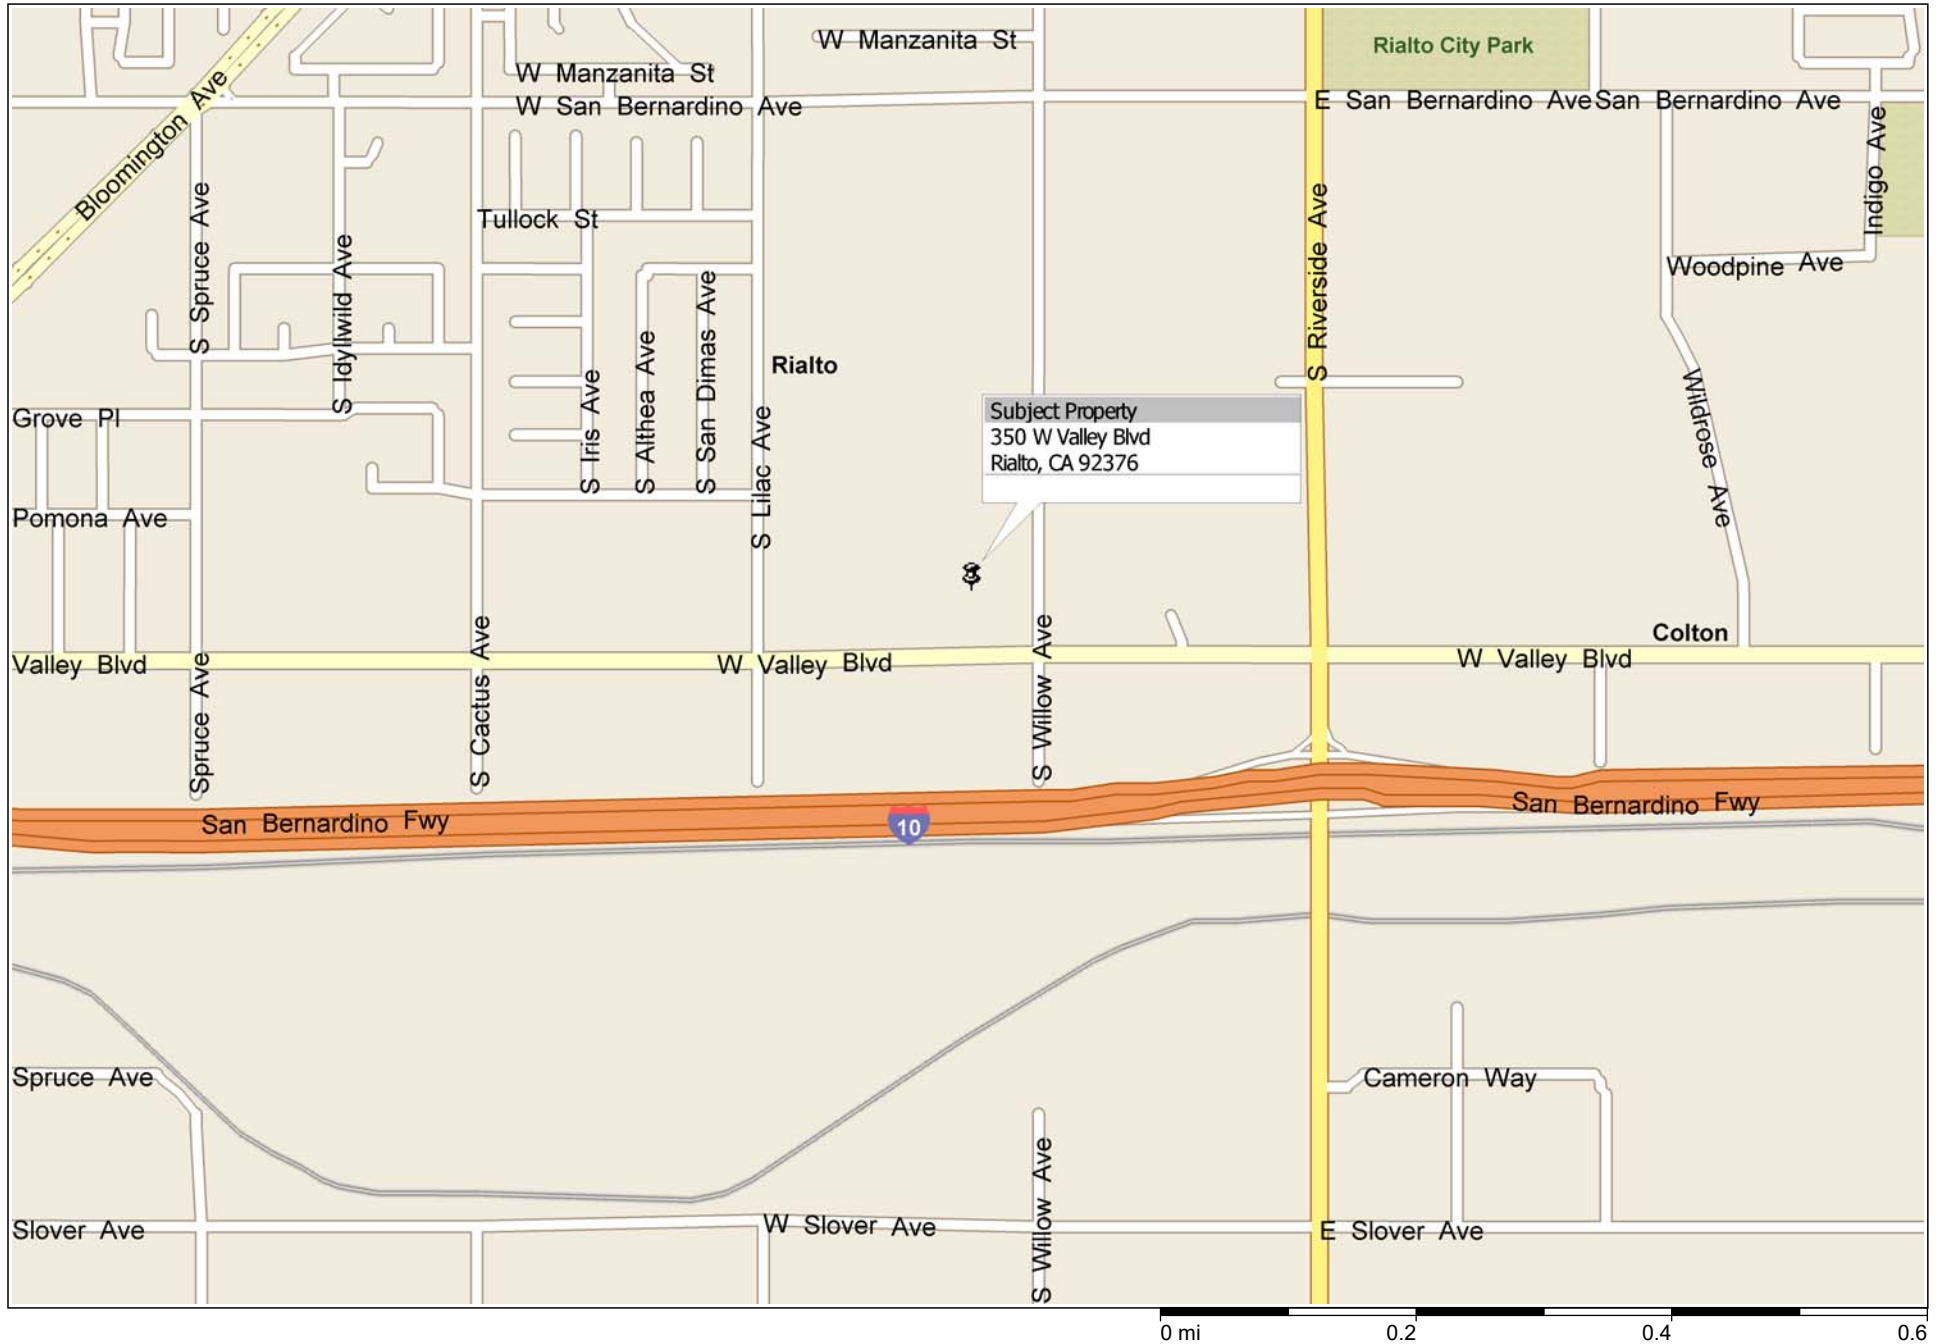 W Manzanita St
Rialto City Park
W Manzanita St
Bloomington Ave
W San Bernardino Ave
E San Bernardino Ave
San Bernardino Ave
Indigo Ave
S Spruce Ave
Tullock St
S Riverside Ave
S Idyllwild Ave
Woodpine Ave
S Iris Ave
S Althea Ave
S San Dimas Ave
Rialto
S Lilac Ave
Wildrose Ave
Grove Pl
Subject Property
350 W Valley Blvd
Rialto, CA 92376
Pomona Ave
Colton
Valley Blvd
W Valley Blvd
W Valley Blvd
Spruce Ave
S Cactus Ave
S Willow Ave
San Bernardino Fwy
10
San Bernardino Fwy
Spruce Ave
Cameron Way
S Willow Ave
Slover Ave
W Slover Ave
E Slover Ave
0 mi 0.2 0.4 0.6